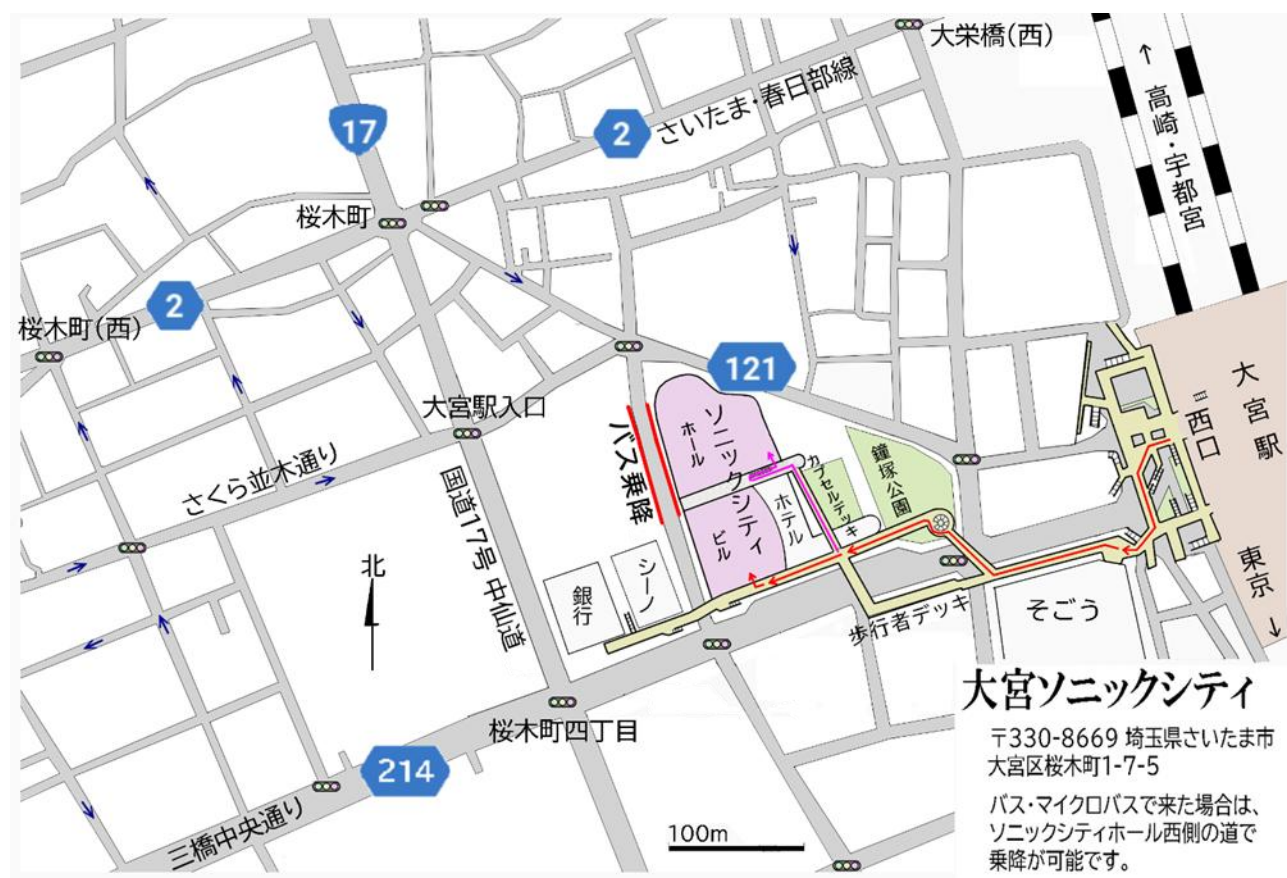 大栄橋(西)
↑ 高崎・宇都宮
17
2
さいたま・春日部線
桜木町
2
桜木町(西)
121
大宮駅入口
バス乗降
ソニックシティ
ホール
ビル
ホテル
カプセルデッキ
鐘塚公園
西口
大宮駅
東京 ↓
さくら並木通り
国道17号 中仙道
北
銀行
シーノ
歩行者デッキ
そごう
桜木町四丁目
214
三橋中央通り
100m
大宮ソニックシティ
〒330-8669 埼玉県さいたま市
大宮区桜木町1-7-5
バス・マイクロバスで来た場合は、
ソニックシティホール西側の道で
乗降が可能です。